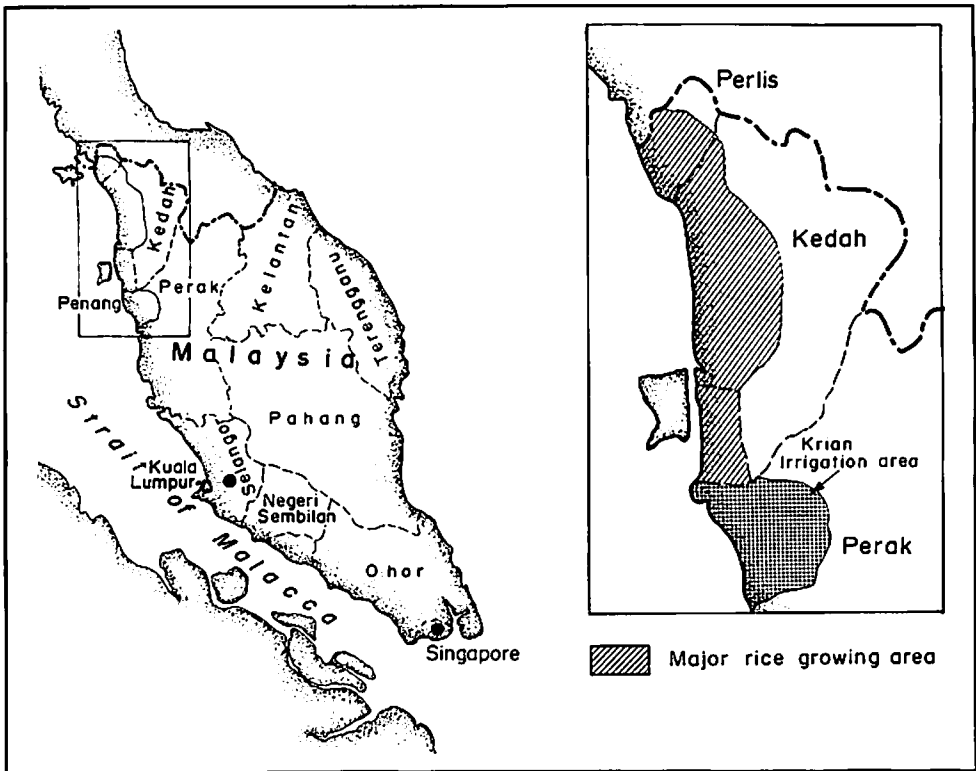 Kedah
Penang
Perak
Kelantan
Terengganu
Malaysia
Pahang
Strait of Malacca
Kuala
Lumpur
Selangor
Negeri
Sembilan
Ohar
Singapore
Perlis
Kedah
Krian
Irrigation area
Perak
Major rice growing area